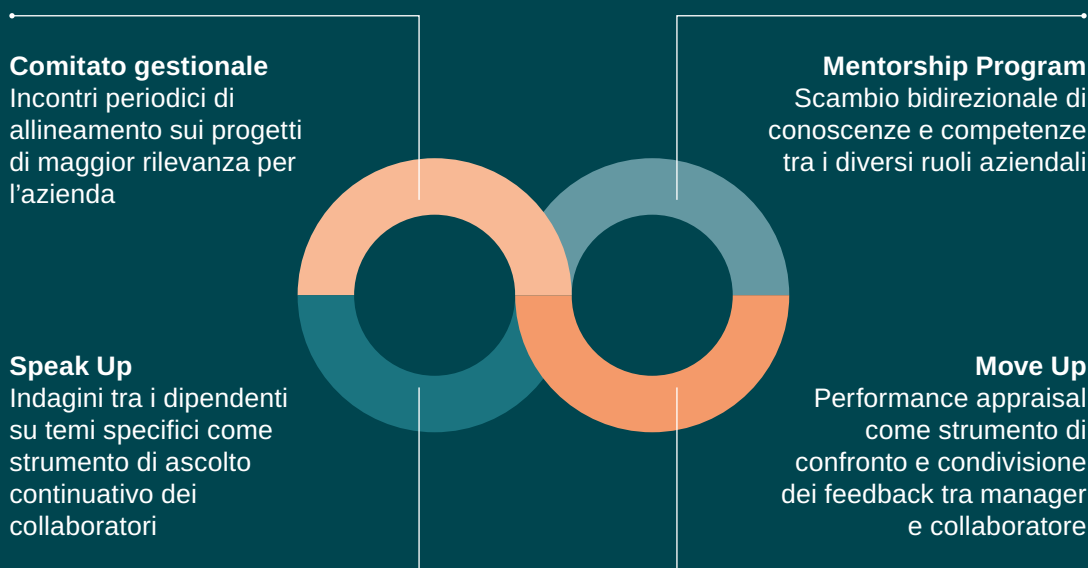 Comitato gestionale
Incontri periodici di
allineamento sui progetti
di maggior rilevanza per
l’azienda
Mentorship Program
Scambio bidirezionale di
conoscenze e competenze
tra i diversi ruoli aziendali
Speak Up
Indagini tra i dipendenti
su temi specifici come
strumento di ascolto
continuativo dei
collaboratori
Move Up
Performance appraisal
come strumento di
confronto e condivisione
dei feedback tra manager
e collaboratore